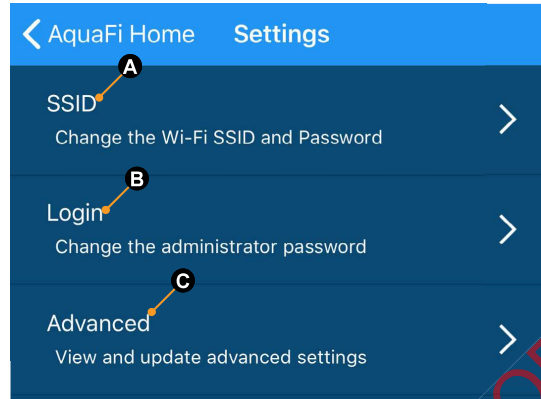 AquaFi Home Settings
A
SSID
Change the Wi-Fi SSID and Password
B
Login
Change the administrator password
C
Advanced
View and update advanced settings